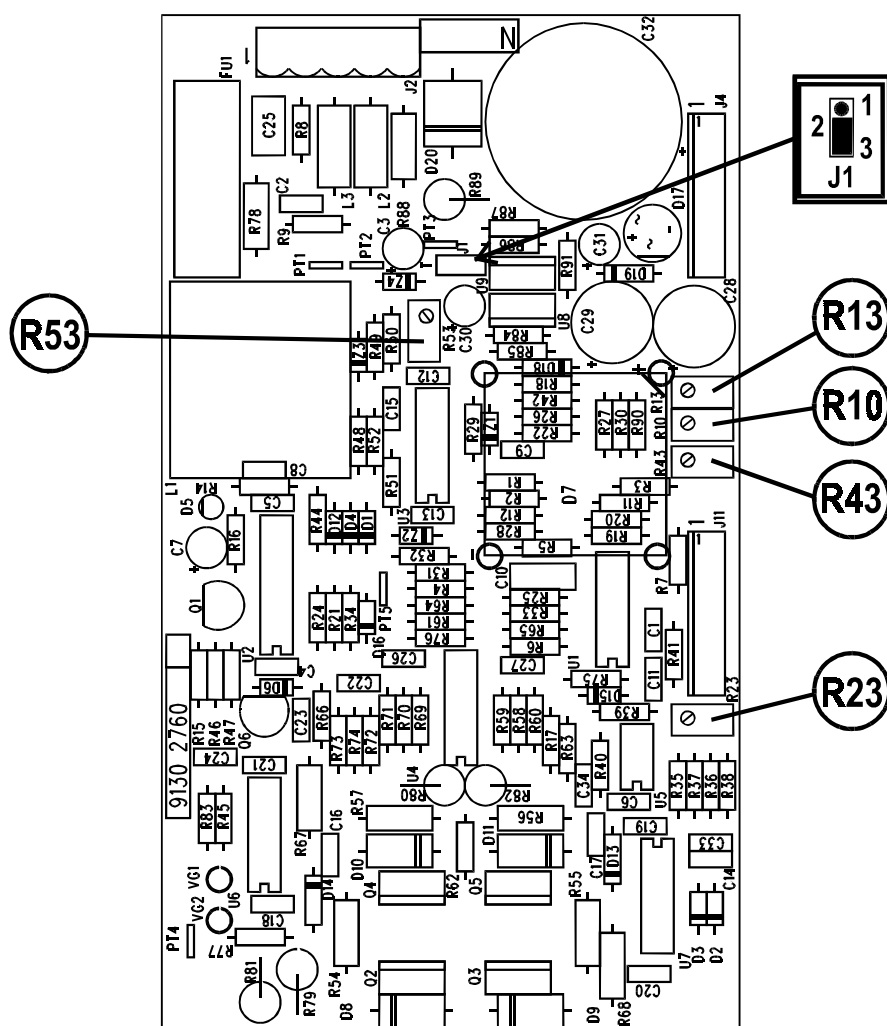 C32
N
1
FU1
J2
J4
1
1
1
2
3
J1
C25
R8
D20
R89
L3
L2
R88
C2
R78
R9
C3
PT3
R87
R86
D17
C31
R91
D19
PT1
PT2
J1
Z4
U9
U8
C28
C29
R53
R53
C30
R84
R85
R13
Z3
R49
R50
C12
U18
R18
R42
R26
R22
R13
R10
R10
C15
R29
Z1
C9
R27
R30
R90
R48
R52
R43
R43
C8
L1
R51
R1
R2
R12
R28
D7
R3
R11
R20
R19
D5
R14
C5
R44
D12
D4
D1
U3
C13
J11
1
C7
R16
Z2
R32
R5
1
R7
Q1
R31
R4
R64
R61
R76
C10
R25
R33
R65
R6
R24
R21
R34
PT5
C1
R41
U2
C4
D16
C26
C27
U1
C11
D6
C22
R75
D15
R23
R23
R15
R46
R47
Q6
C23
R66
R73
R74
R72
R71
R70
R69
R59
R58
R60
R17
R63
R39
9130 2760
C24
C21
R40
U4
R80
R82
C34
C6
U5
R35
R37
R36
R38
R83
R45
R67
C16
R57
R56
D10
D11
R62
C17
D13
C19
C33
C14
VG1
VG2
U6
D14
Q4
Q5
R55
PT4
C18
R77
R54
D3
D2
U7
R81
R79
D8
Q2
Q3
D9
R68
C20